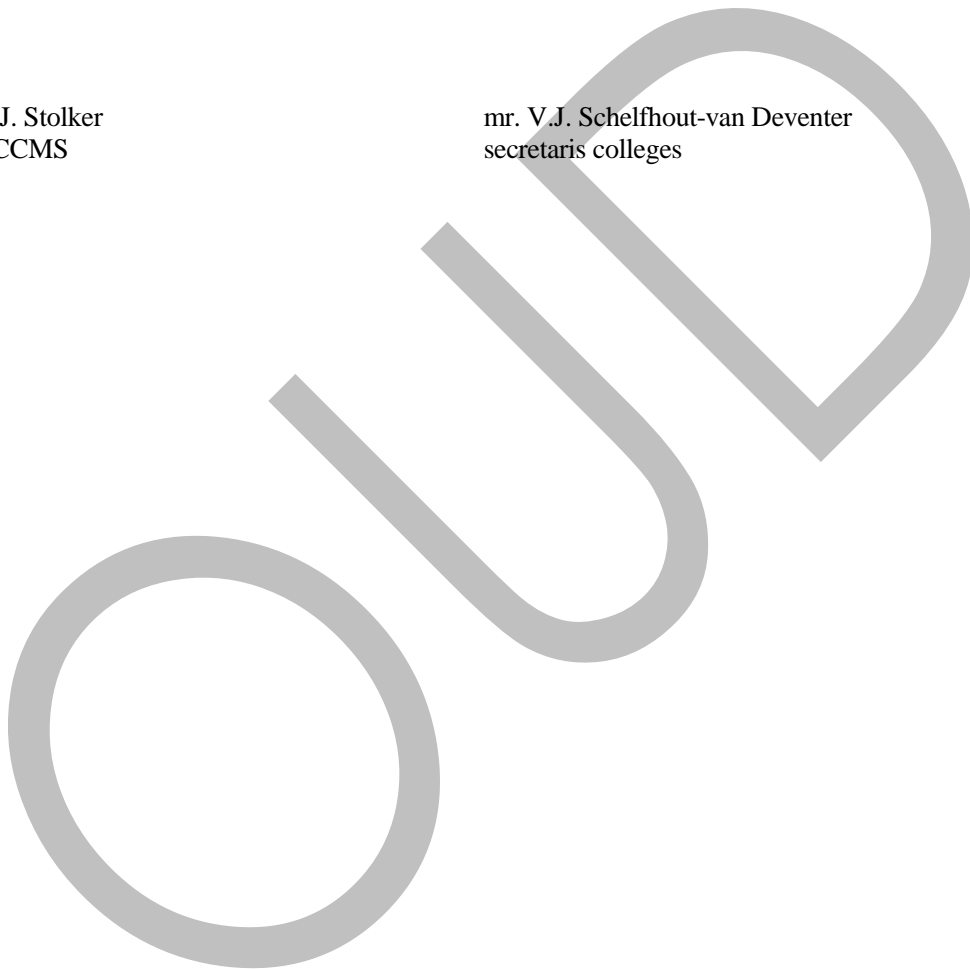 J. Stolker
CCMS
mr. V.J. Schelfhout-van Deventer
secretaris colleges
OUD